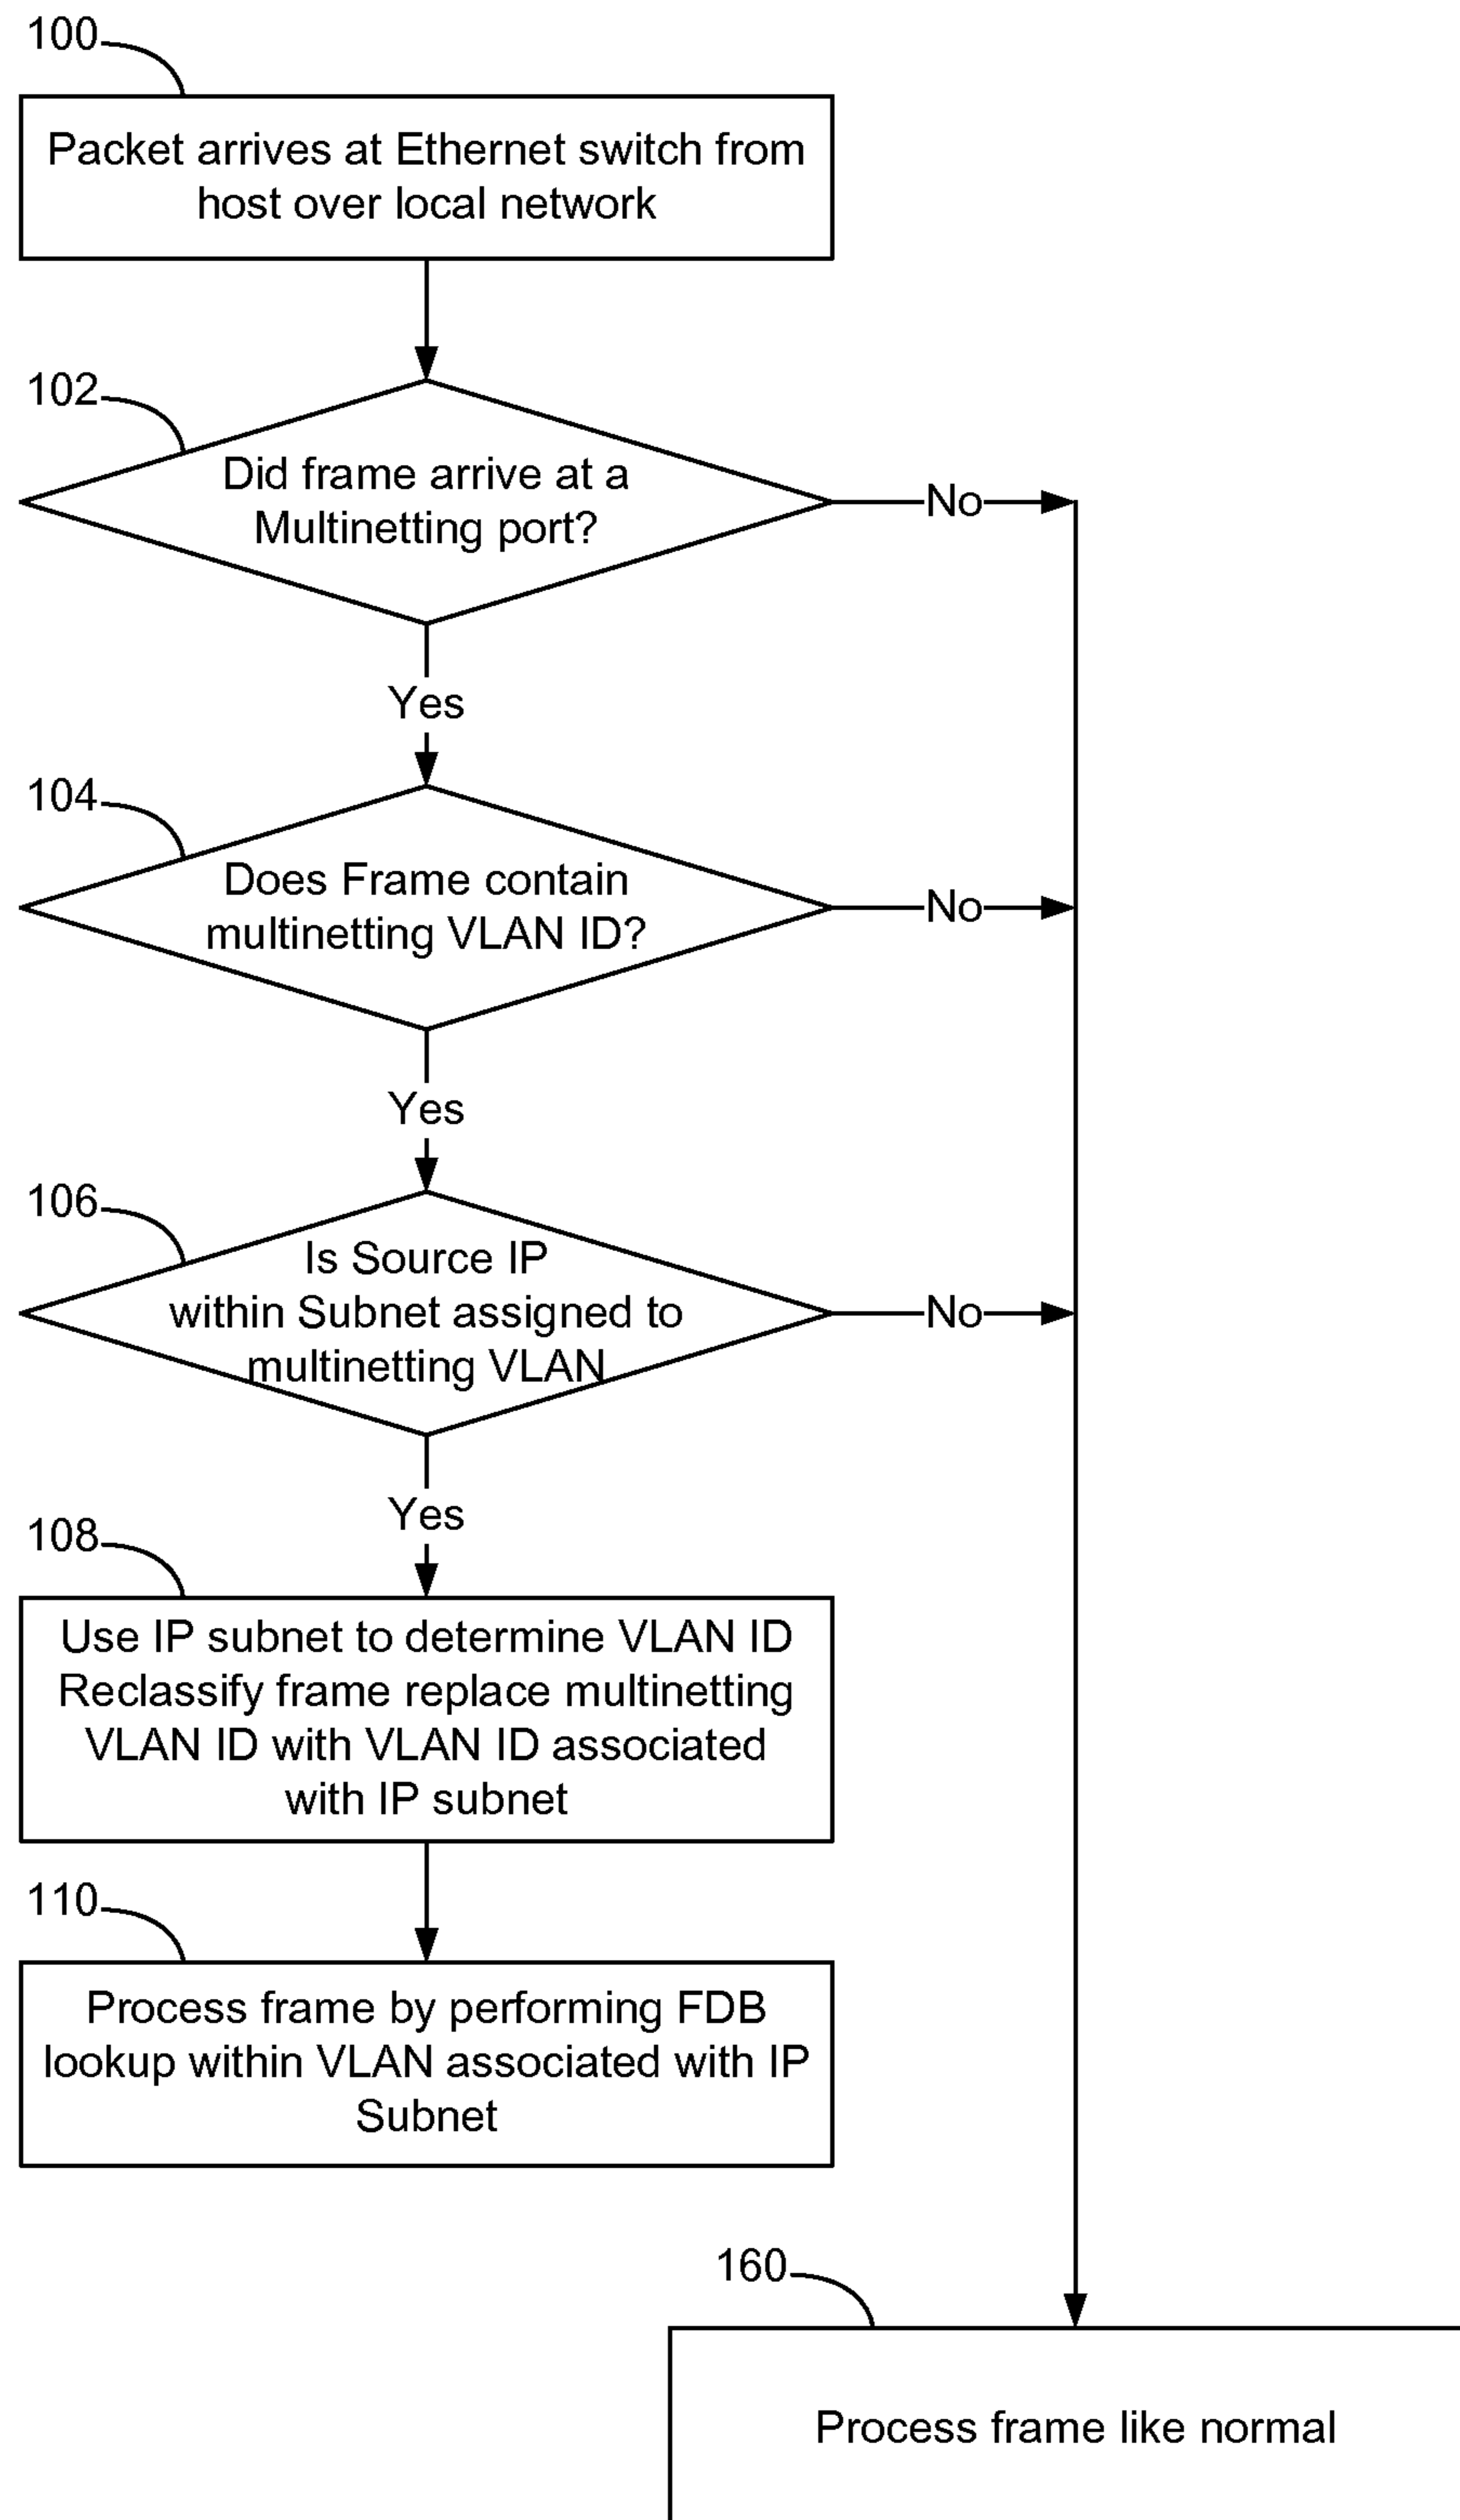 100
Packet arrives at Ethernet switch from
host over local network
102
Did frame arrive at a
Multinetting port?
No
Yes
104
Does Frame contain
multinetting VLAN ID?
No
Yes
106
Is Source IP
within Subnet assigned to
multinetting VLAN
No
Yes
108
Use IP subnet to determine VLAN ID
Reclassify frame replace multinetting
VLAN ID with VLAN ID associated
with IP subnet
110
Process frame by performing FDB
lookup within VLAN associated with IP
Subnet
160
Process frame like normal